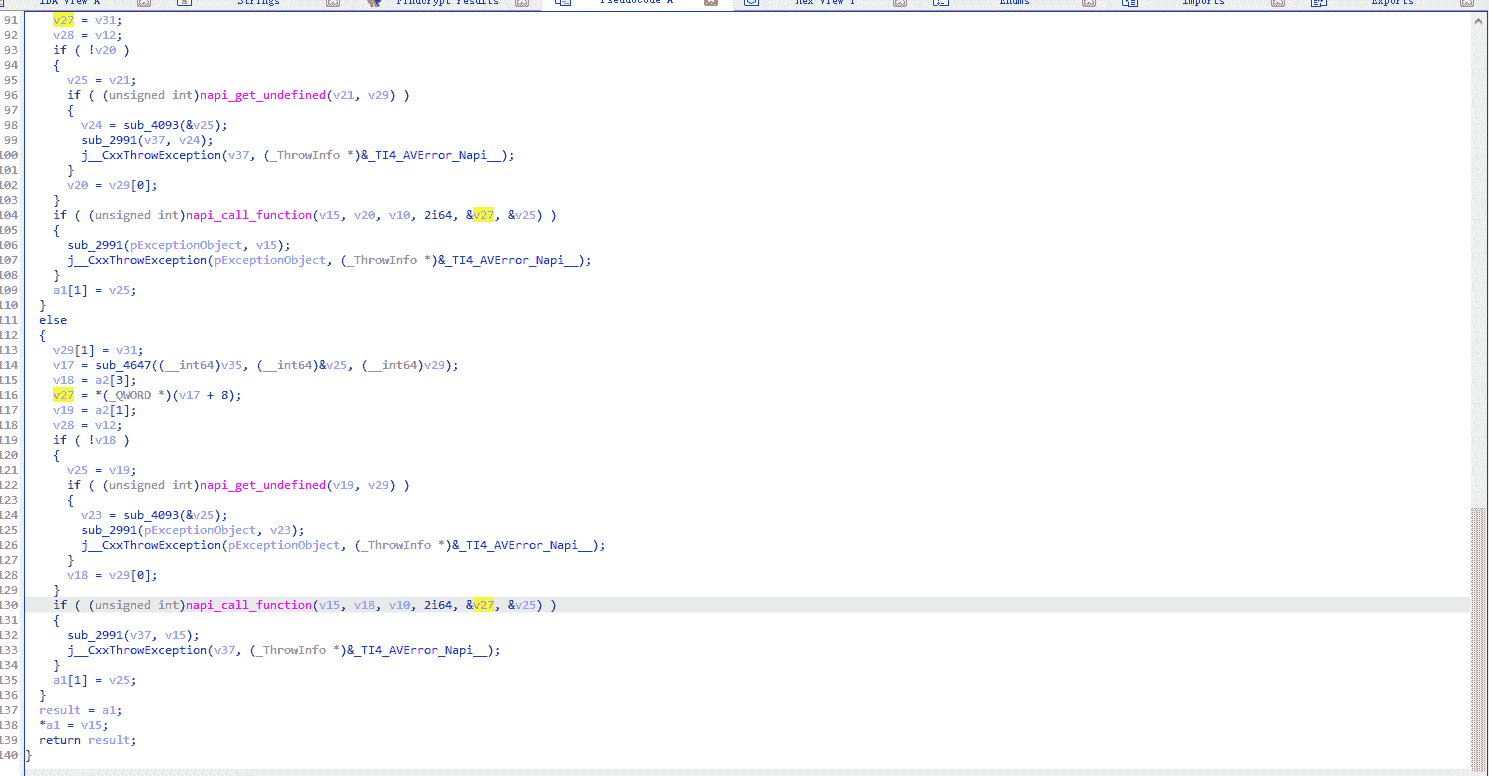 IDA View A Strings Findcrypt results Pseudocode A Hex View 1 Enums Imports Exports
91 v27 = v31;
92 v28 = v12;
93 if ( !v20 )
94 {
95 v25 = v21;
96 if ( (unsigned int)napi_get_undefined(v21, v29) )
97 {
98 v24 = sub_4093(&v25);
99 sub_2991(v37, v24);
100 j__CxxThrowException(v37, (_ThrowInfo *)&_TI4_AVError_Napi__);
101 }
102 v20 = v29[0];
103 }
104 if ( (unsigned int)napi_call_function(v15, v20, v10, 2i64, &v27, &v25) )
105 {
106 sub_2991(pExceptionObject, v15);
107 j__CxxThrowException(pExceptionObject, (_ThrowInfo *)&_TI4_AVError_Napi__);
108 }
109 a1[1] = v25;
110 }
111 else
112 {
113 v29[1] = v31;
114 v17 = sub_4647((__int64)v35, (__int64)&v25, (__int64)v29);
115 v18 = a2[3];
116 v27 = *(_QWORD *)(v17 + 8);
117 v19 = a2[1];
118 v28 = v12;
119 if ( !v18 )
120 {
121 v25 = v19;
122 if ( (unsigned int)napi_get_undefined(v19, v29) )
123 {
124 v23 = sub_4093(&v25);
125 sub_2991(pExceptionObject, v23);
126 j__CxxThrowException(pExceptionObject, (_ThrowInfo *)&_TI4_AVError_Napi__);
127 }
128 v18 = v29[0];
129 }
130 if ( (unsigned int)napi_call_function(v15, v18, v10, 2i64, &v27, &v25) )
131 {
132 sub_2991(v37, v15);
133 j__CxxThrowException(v37, (_ThrowInfo *)&_TI4_AVError_Napi__);
134 }
135 a1[1] = v25;
136 }
137 result = a1;
138 *a1 = v15;
139 return result;
140 }